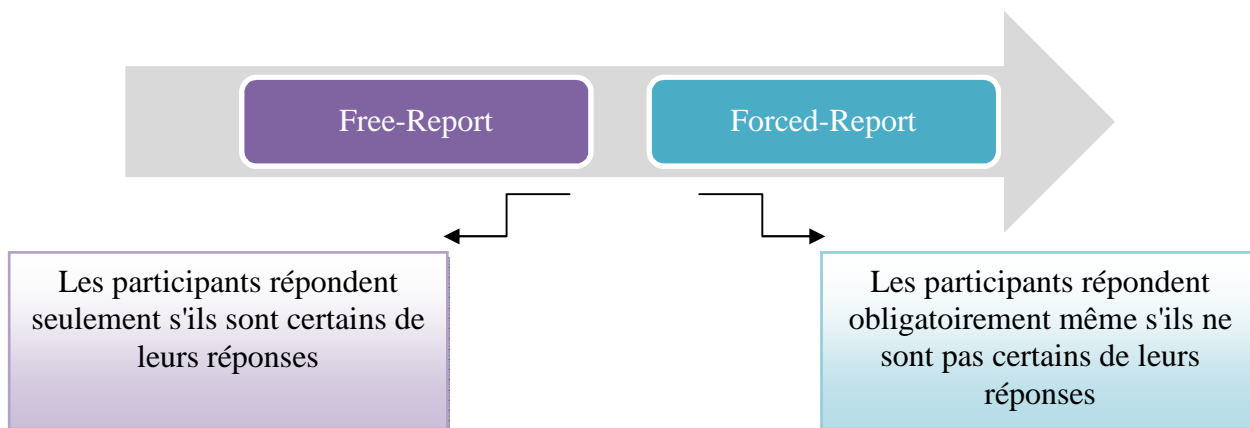 Free-Report
Forced-Report
Les participants répondent
seulement s'ils sont certains de
leurs réponses
Les participants répondent
obligatoirement même s'ils ne
sont pas certains de leurs
réponses